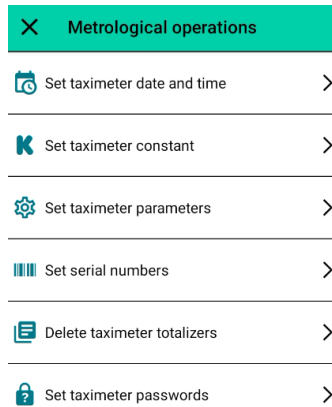 Metrological operations
Set taximeter date and time
Set taximeter constant
Set taximeter parameters
Set serial numbers
Delete taximeter totalizers
Set taximeter passwords